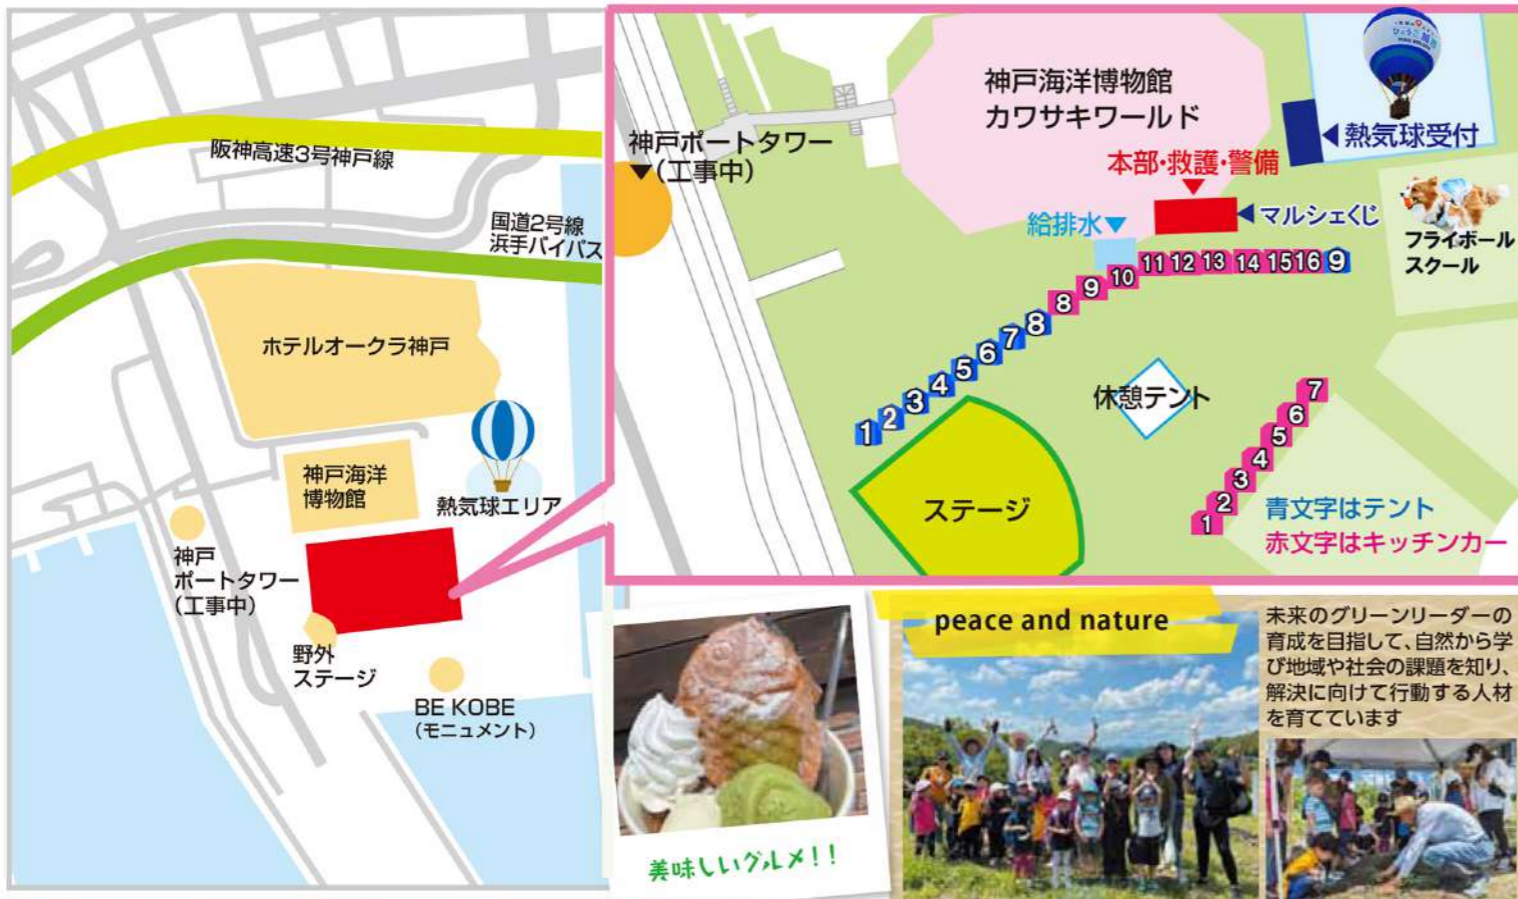 阪神高速3号神戸線
国道2号線
浜手バイパス
ホテルオークラ神戸
神戸海洋
博物館
熱気球エリア
神戸
ポートタワー
(工事中)
野外
ステージ
BE KOBE
(モニュメント)
神戸ポートタワー
▼(工事中)
神戸海洋博物館
カワサキワールド
ひょうご
◀熱気球受付
本部・救護・警備
▼
◀マルシェくじ
給排水▼
フライボール
スクール
1 2 3 4 5 6 7 8 8 9 10 11 12 13 14 15 16 9
休憩テント
1 2 3 4 5 6 7
ステージ
青文字はテント
赤文字はキッチンカー
美味しいグルメ!!
peace and nature
未来のグリーンリーダーの
育成を目指して、自然から学
び地域や社会の課題を知り、
解決に向けて行動する人材
を育てています